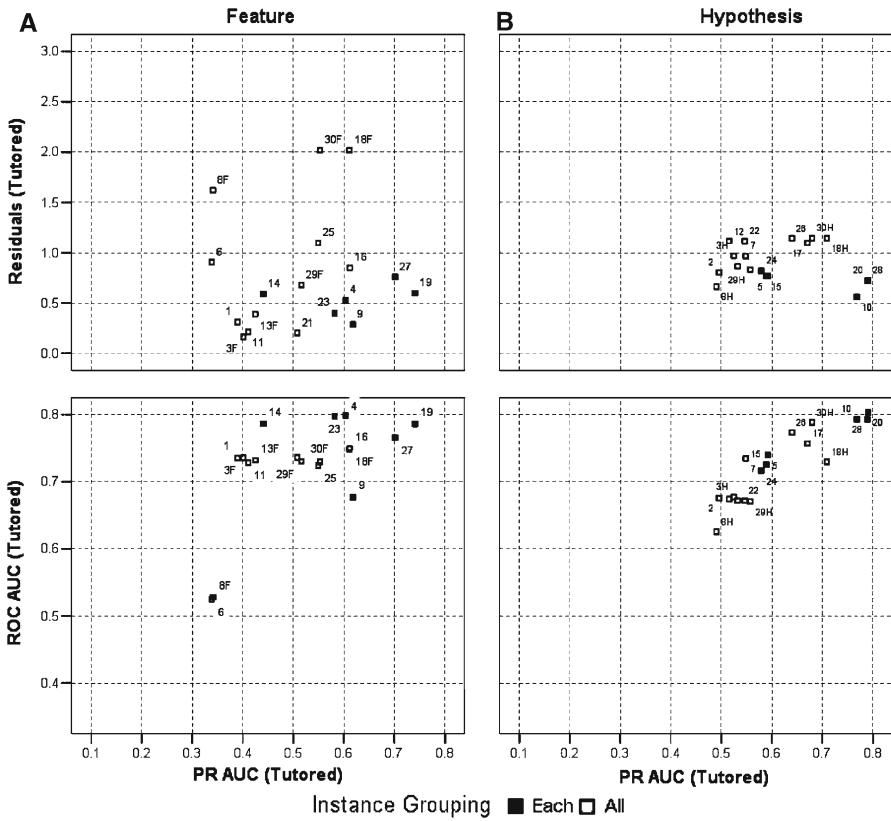 A Feature
B Hypothesis
Residuals (Tutored)
3.0
2.5
2.0
1.5
1.0
0.5
0.0
30F 18F
8F
25
6
16
27
29F
14
4
19
23
1
9
13F
21
3F 11
12 22
26 30H
3H 7
17 18H
2
24
20 28
29H
5 15
6H
10
ROC AUC (Tutored)
0.8
0.7
0.6
0.5
0.4
14
4
19
23
1
13F
30F
16
27
3F
11
29F
18F
25
9
8F
6
26 30H
10
28 20
17
15
5
18H
3H
7
24
2
22
29H
6H
0.1 0.2 0.3 0.4 0.5 0.6 0.7
0.1 0.2 0.3 0.4 0.5 0.6 0.7 0.8
PR AUC (Tutored)
PR AUC (Tutored)
Instance Grouping Each All